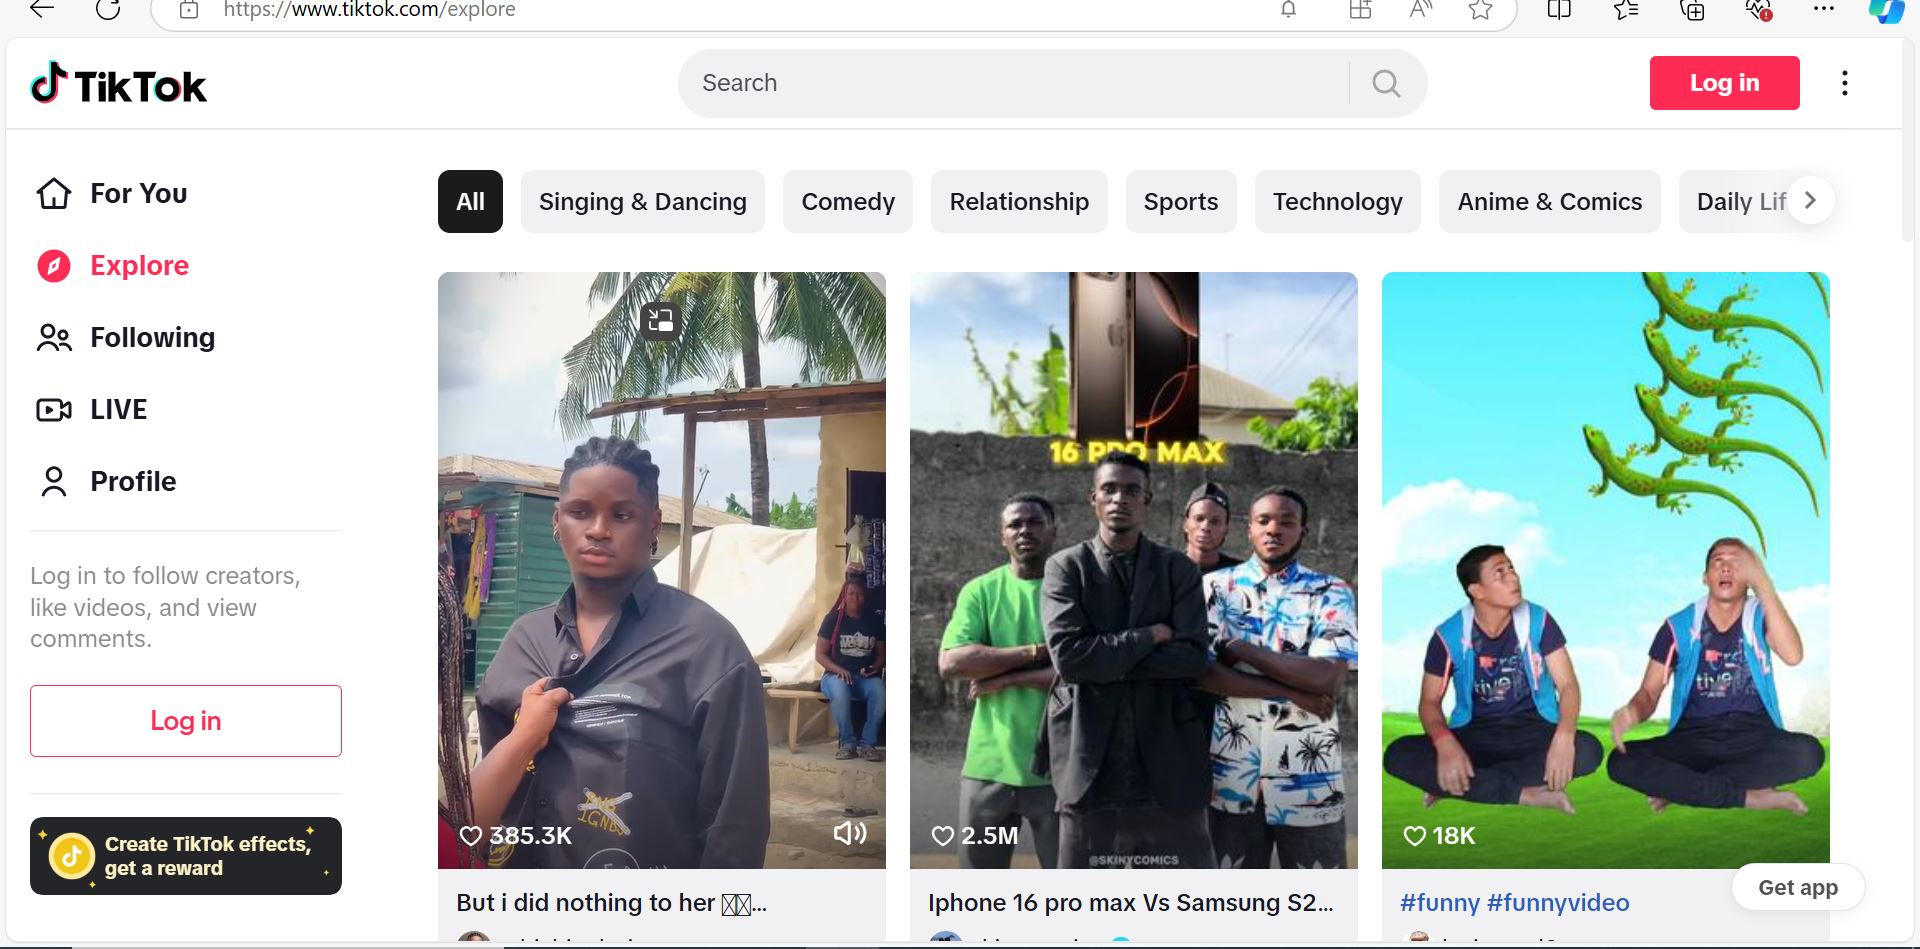 https://www.tiktok.com/explore
TikTok
Search
Log in
For You
Explore
Following
LIVE
Profile
Log in to follow creators,
like videos, and view
comments.
Log in
Create TikTok effects,
get a reward
All
Singing & Dancing
Comedy
Relationship
Sports
Technology
Anime & Comics
Daily Lif
385.3K
But i did nothing to her ...
16 PRO MAX
@SKINYCOMICS
2.5M
Iphone 16 pro max Vs Samsung S2...
18K
#funny #funnyvideo
Get app